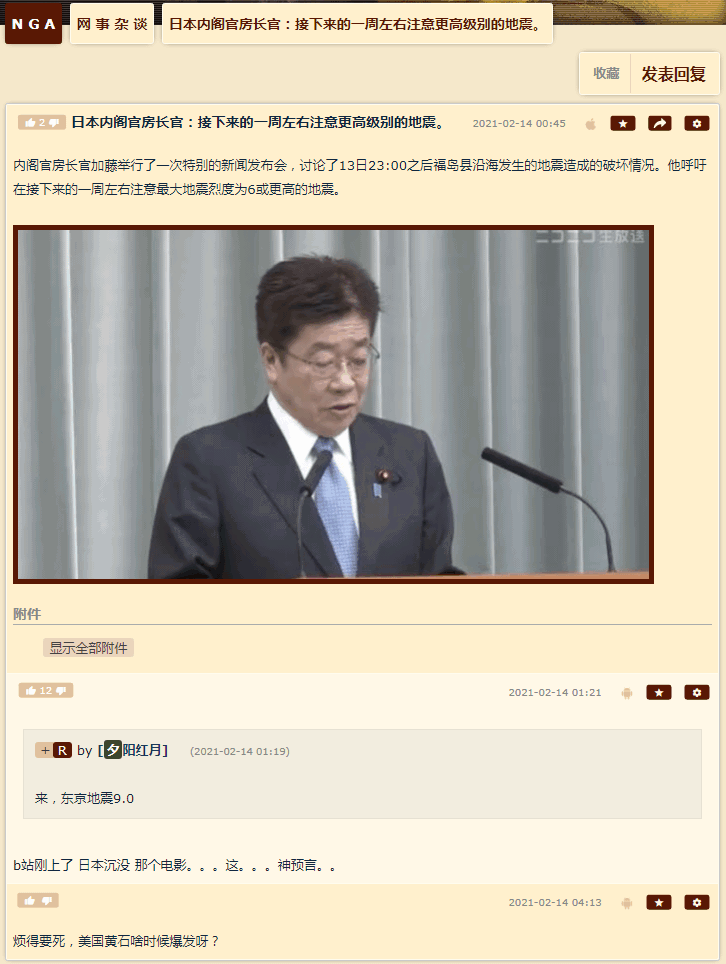 NGA 网事杂谈 日本内阁官房长官：接下来的一周左右注意更高级别的地震。
收藏 发表回复
2 日本内阁官房长官：接下来的一周左右注意更高级别的地震。 2021-02-14 00:45
内阁官房长官加藤举行了一次特别的新闻发布会，讨论了13日23:00之后福岛县沿海发生的地震造成的破坏情况。他呼吁
在接下来的一周左右注意最大地震烈度为6或更高的地震。
ニコニコ生放送
附件
显示全部附件
12 2021-02-14 01:21
+ R by [夕阳红月] (2021-02-14 01:19)
来，东京地震9.0
b站刚上了 日本沉没 那个电影。。。这。。。神预言。。
2021-02-14 04:13
烦得要死，美国黄石啥时候爆发呀？